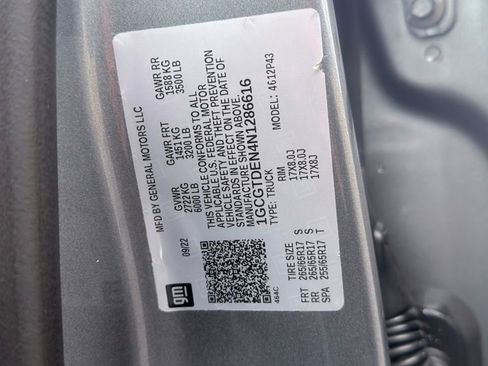 MFD BY GENERAL MOTORS LLC
09/22
GVWR GAWR FRT GAWR RR
2722 KG 1451 KG 1588 KG
6000 LB 3200 LB 3500 LB
THIS VEHICLE CONFORMS TO ALL
APPLICABLE U.S. FEDERAL MOTOR
VEHICLE SAFETY AND THEFT PREVENTION
STANDARDS IN EFFECT ON THE DATE OF
MANUFACTURE SHOWN ABOVE.
1GCGTDEN4N1286616
TYPE: TRUCK MODEL: 4G12P43
TIRE SIZE RIM
FRT 265/65R17 S 17X8.0J
RR 265/65R17 S 17X8.0J
SPA 255/65R17 T 17X8J
gm
464C